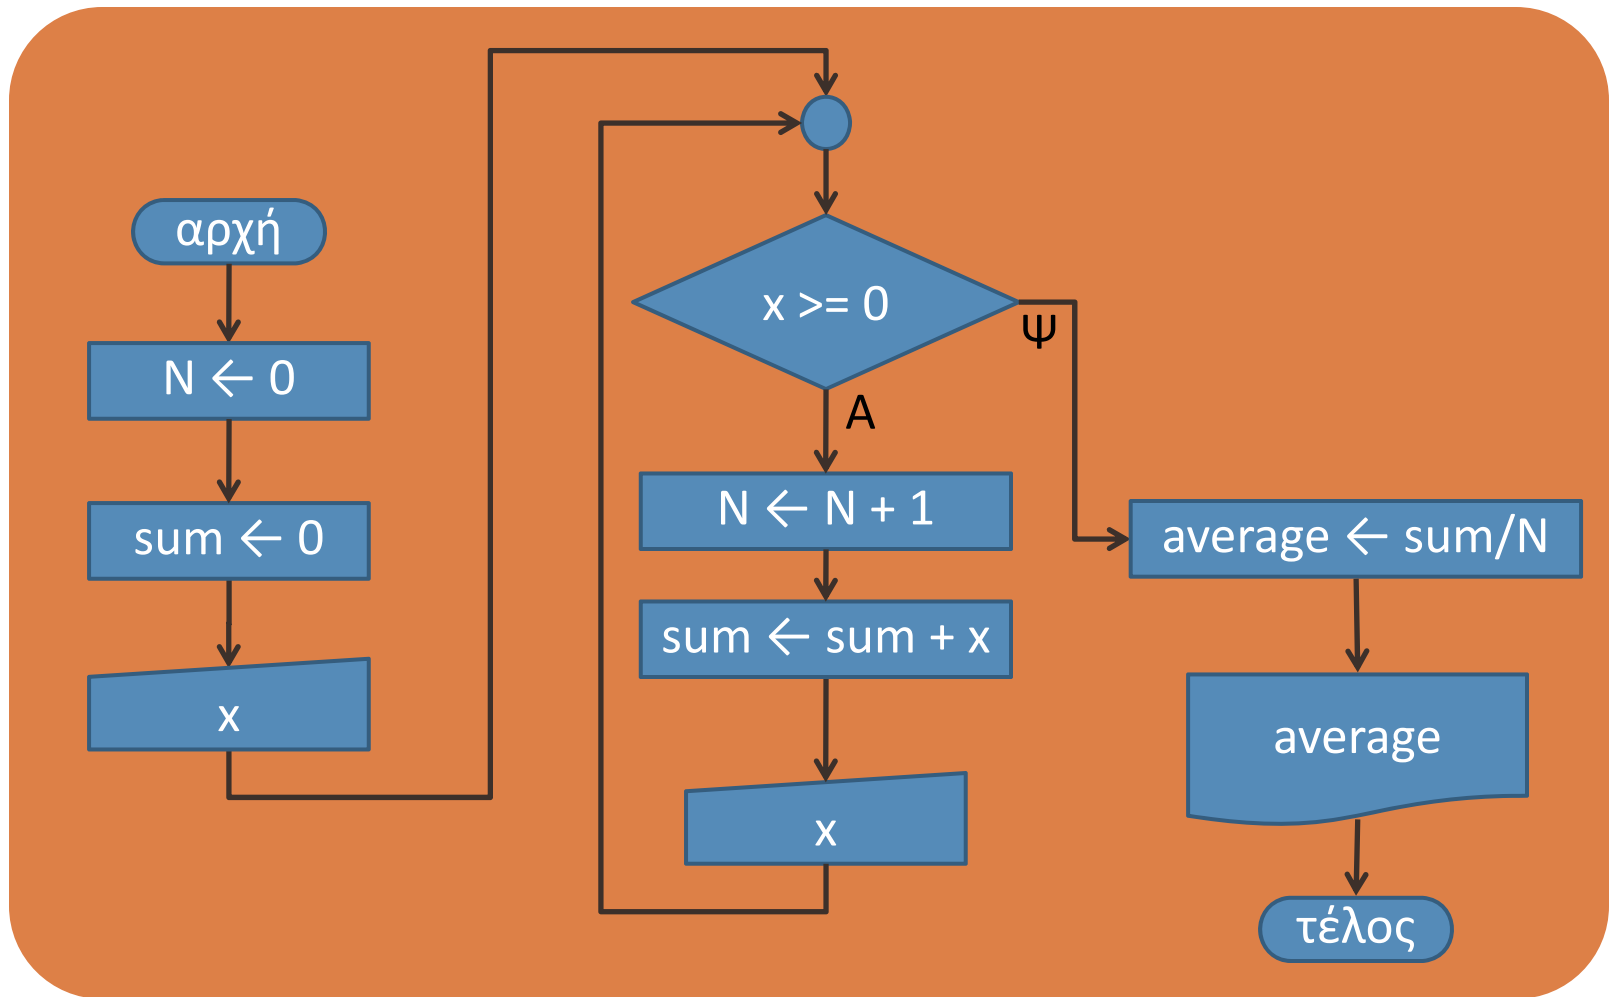 αρχή
N ← 0
sum ← 0
x
x >= 0
Ψ
Α
N ← N + 1
sum ← sum + x
x
average ← sum/N
average
τέλος